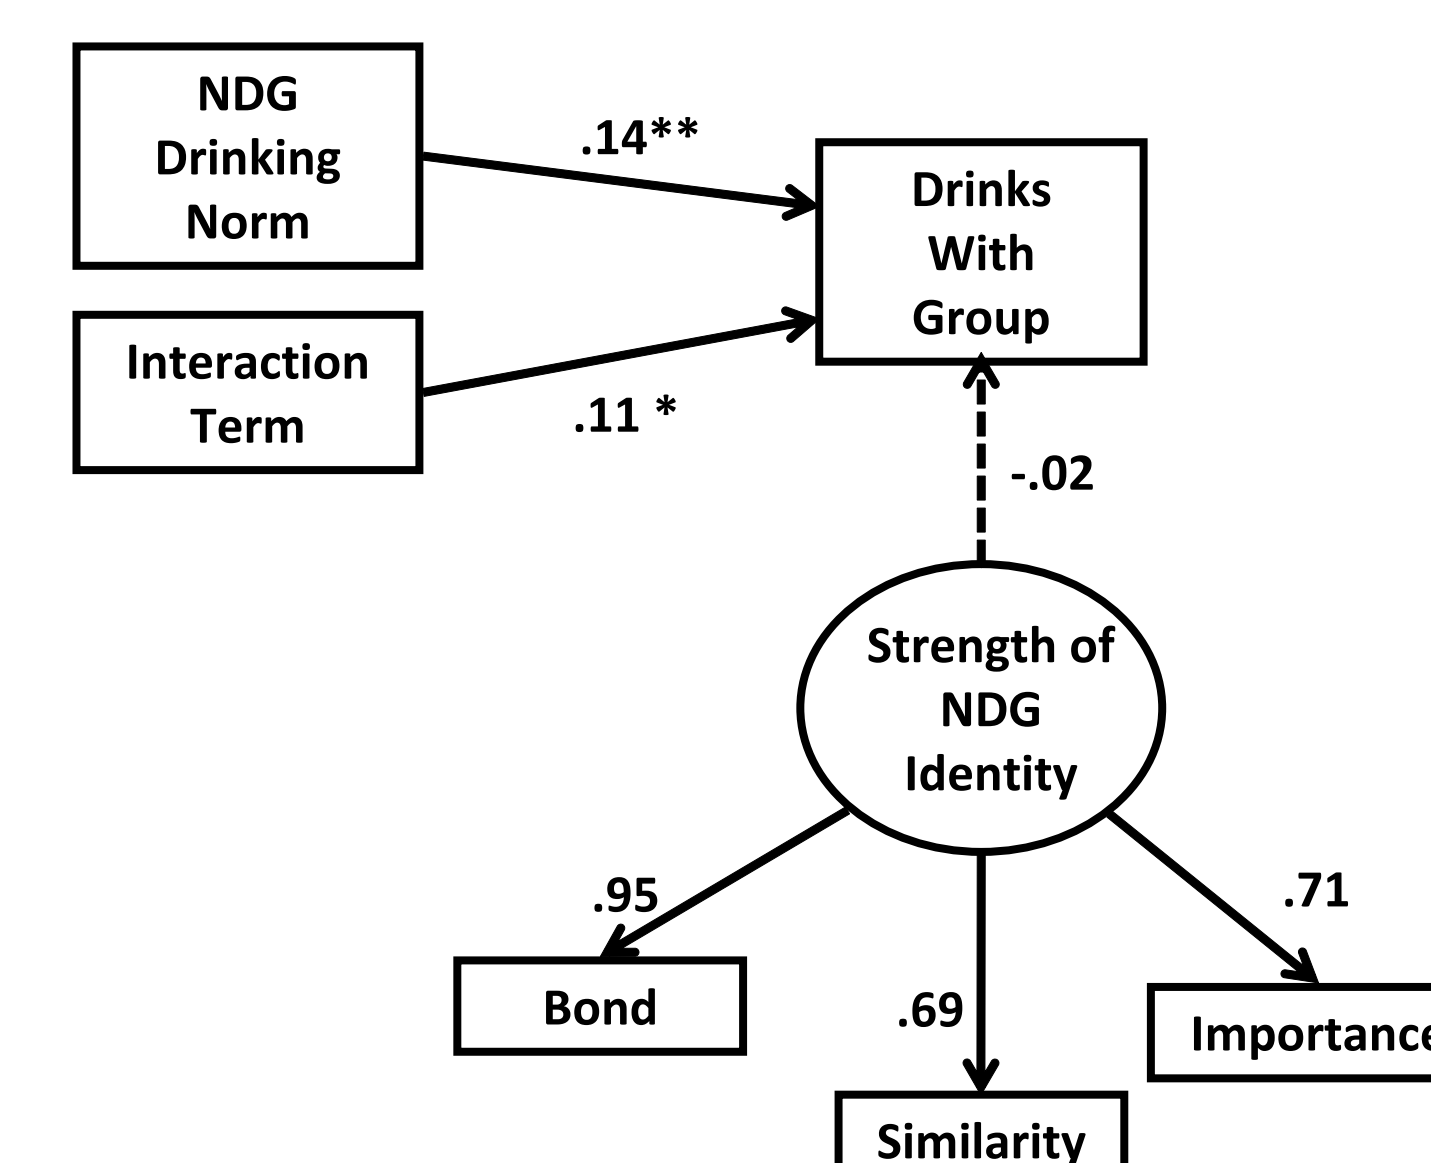 NDG
Drinking
Norm
.14**
Drinks
With
Group
Interaction
Term
.11 *
-.02
Strength of
NDG
Identity
.95
.71
.69
Bond
Importance
Similarity